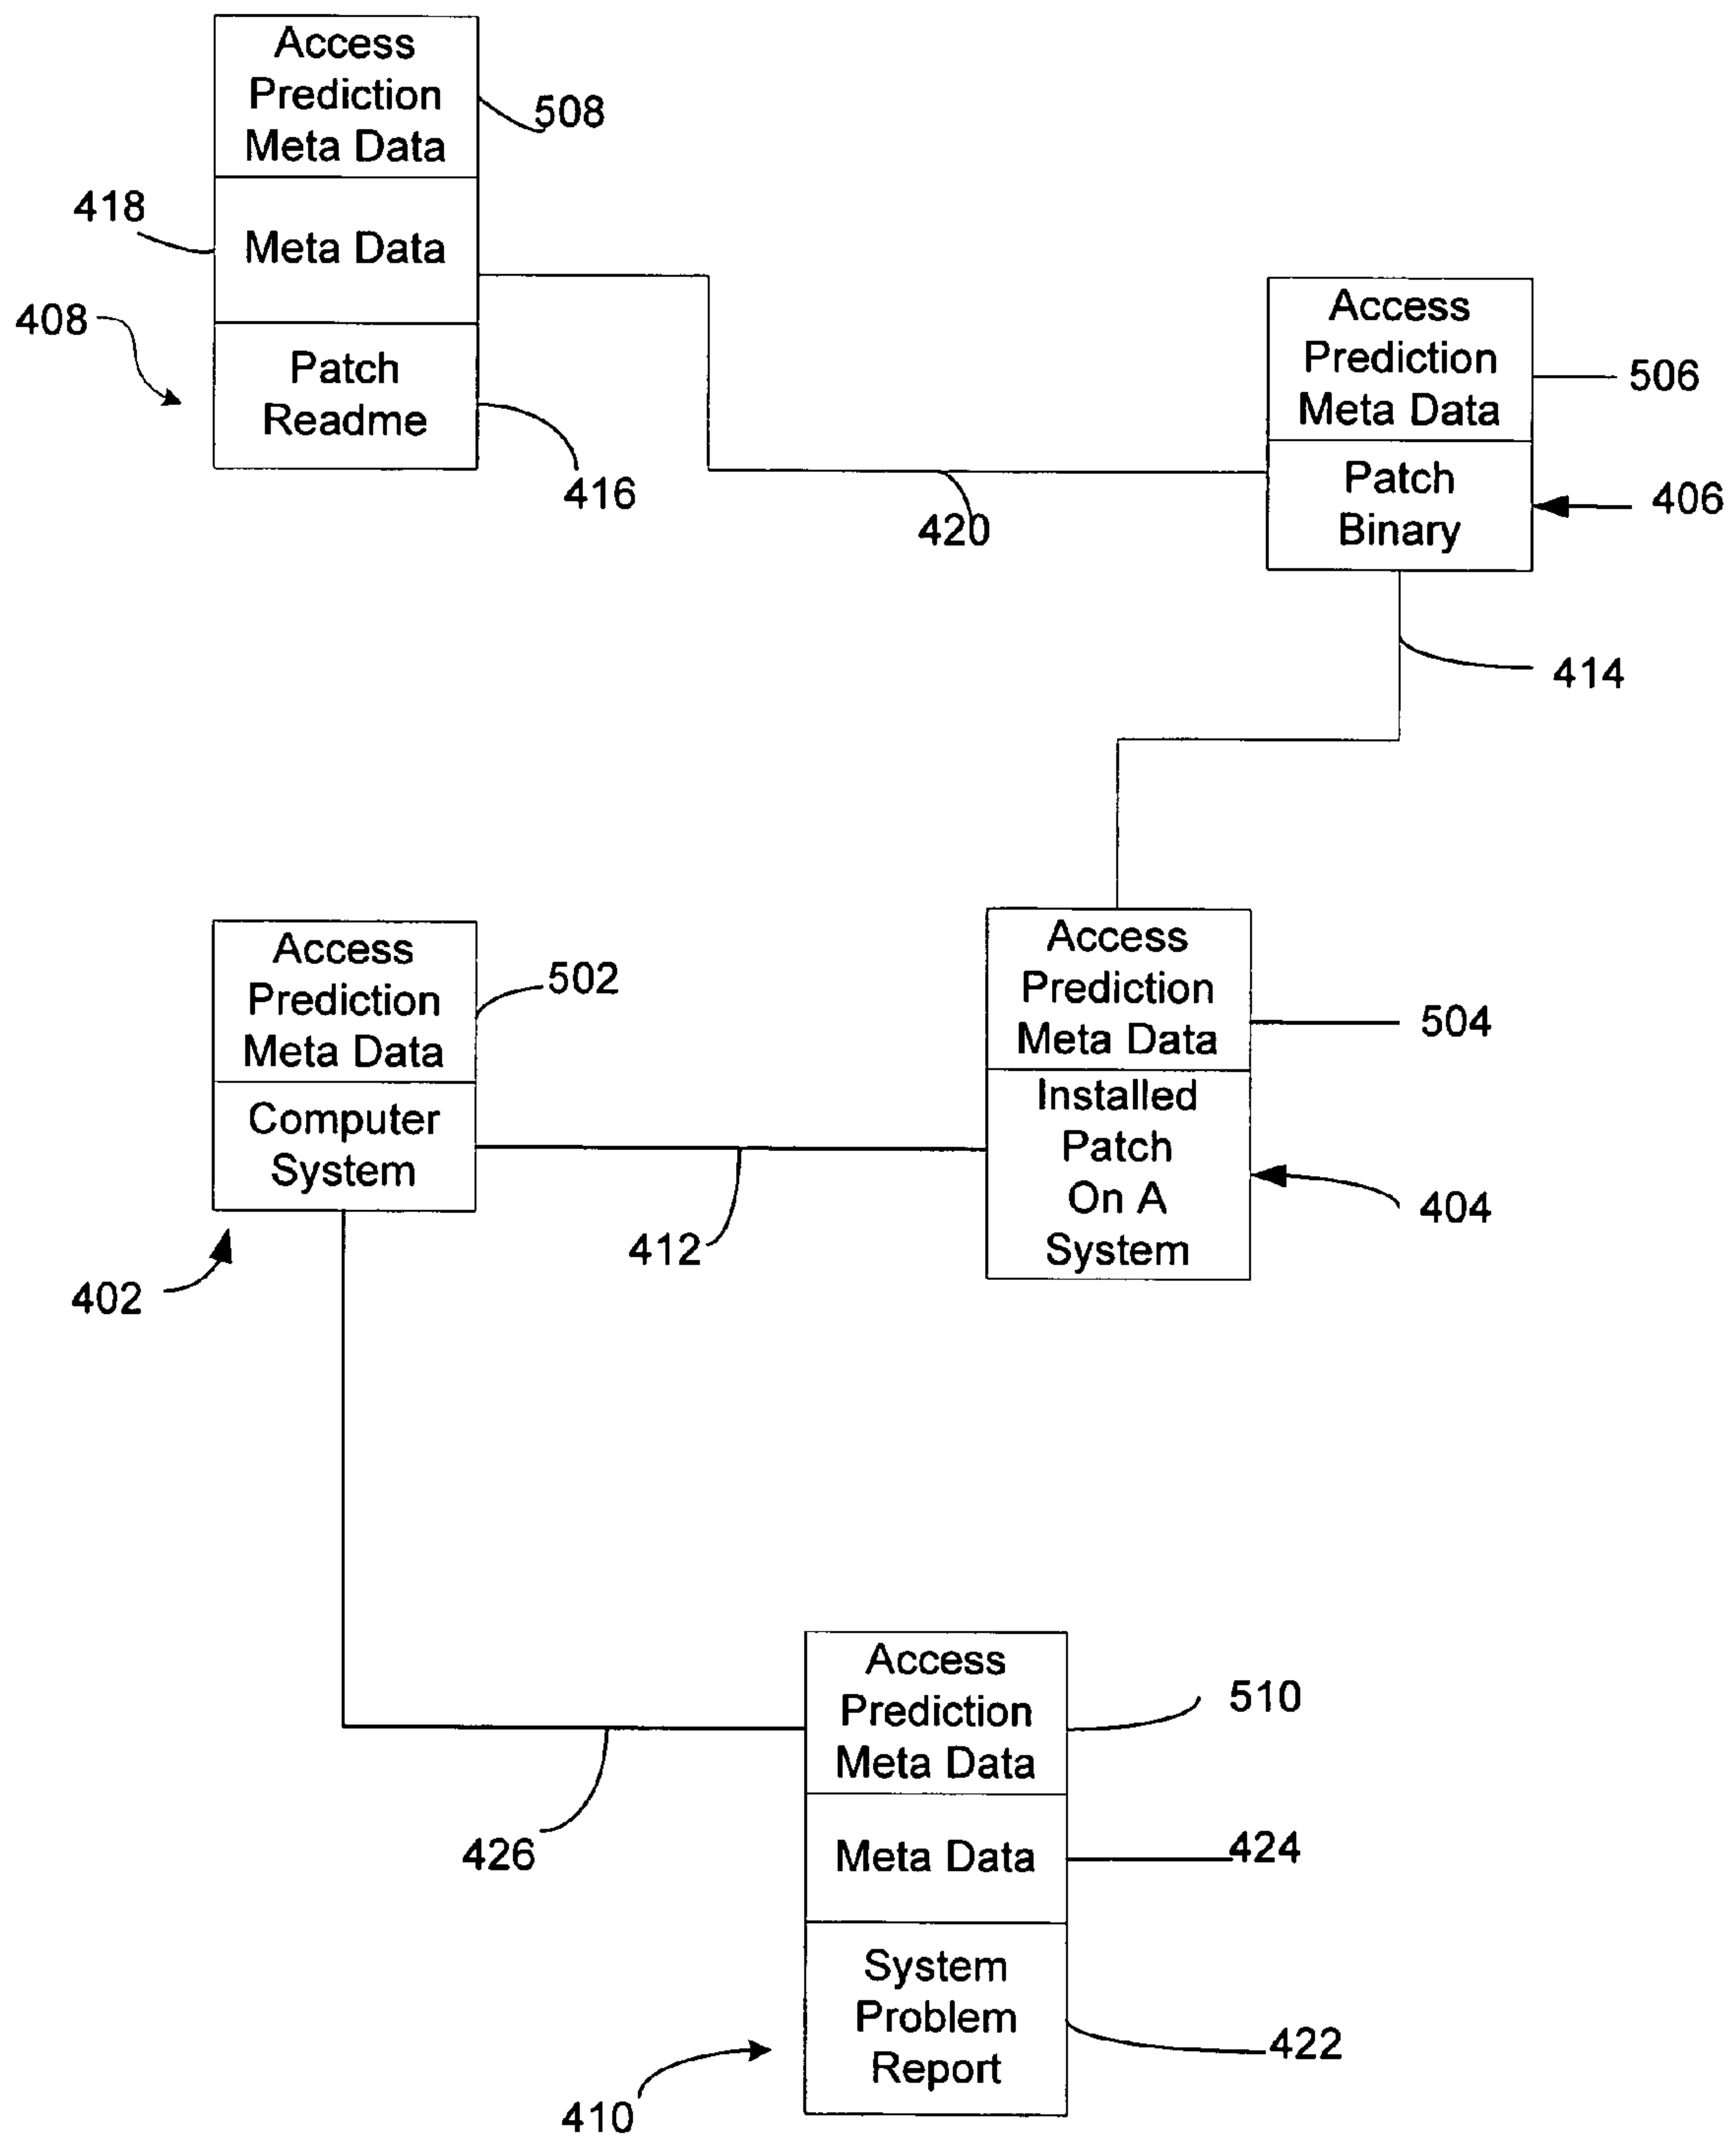 Access
Prediction
Meta Data
508
418
Meta Data
408
Patch
Readme
416
420
Access
Prediction
Meta Data
506
Patch
Binary
406
414
Access
Prediction
Meta Data
502
Computer
System
402
412
Access
Prediction
Meta Data
504
Installed
Patch
On A
System
404
426
Access
Prediction
Meta Data
510
Meta Data
424
System
Problem
Report
422
410